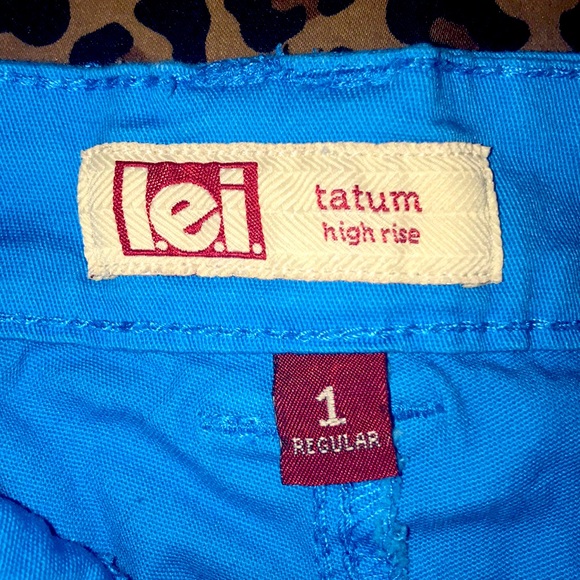 l.e.i.
tatum
high rise
1
REGULAR